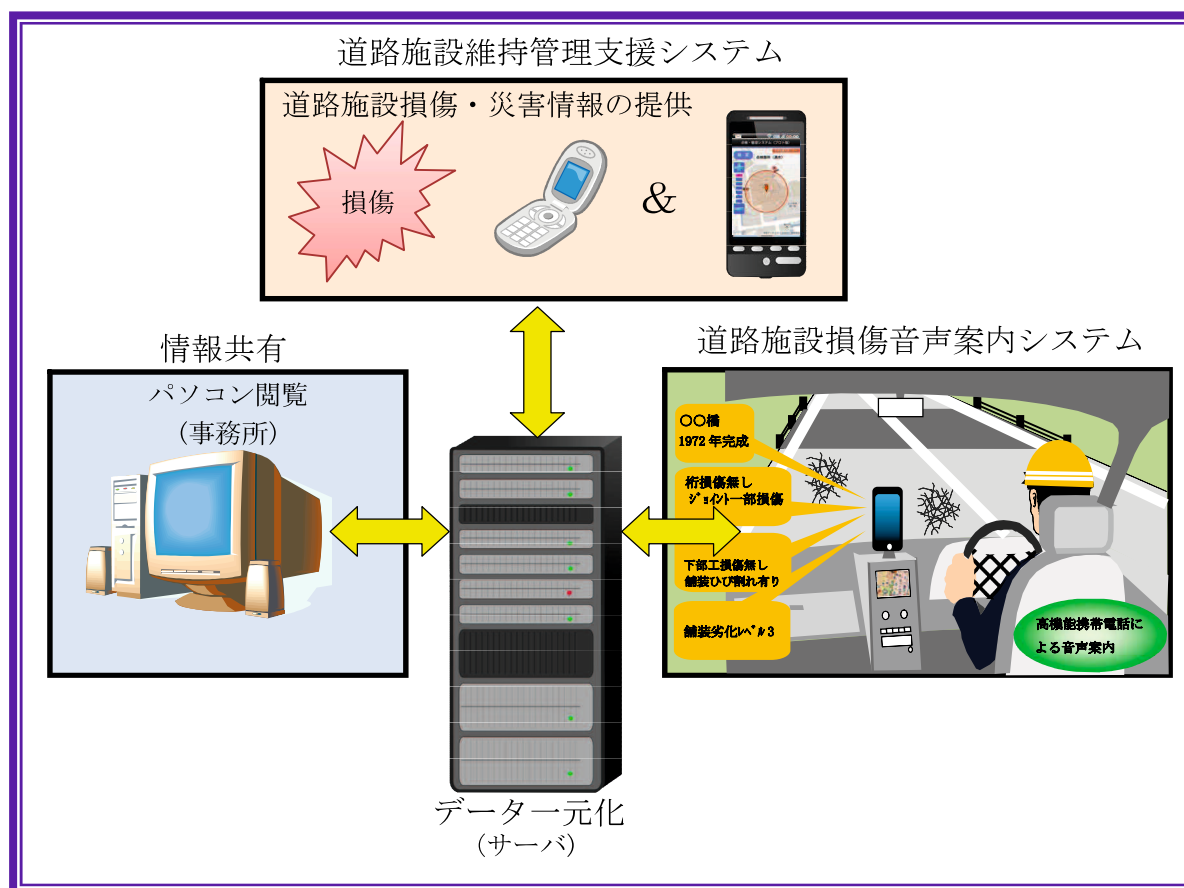 道路施設維持管理支援システム
道路施設損傷・災害情報の提供
損傷
&
情報共有
パソコン閲覧
(事務所)
道路施設損傷音声案内システム
〇〇橋
1972年完成
桁損傷無し
ｼﾞｮｲﾝﾄ一部損傷
下部工損傷無し
舗装ひび割れ有り
舗装劣化ﾚﾍﾞﾙ3
高機能携帯電話に
よる音声案内
データ一元化
(サーバ)